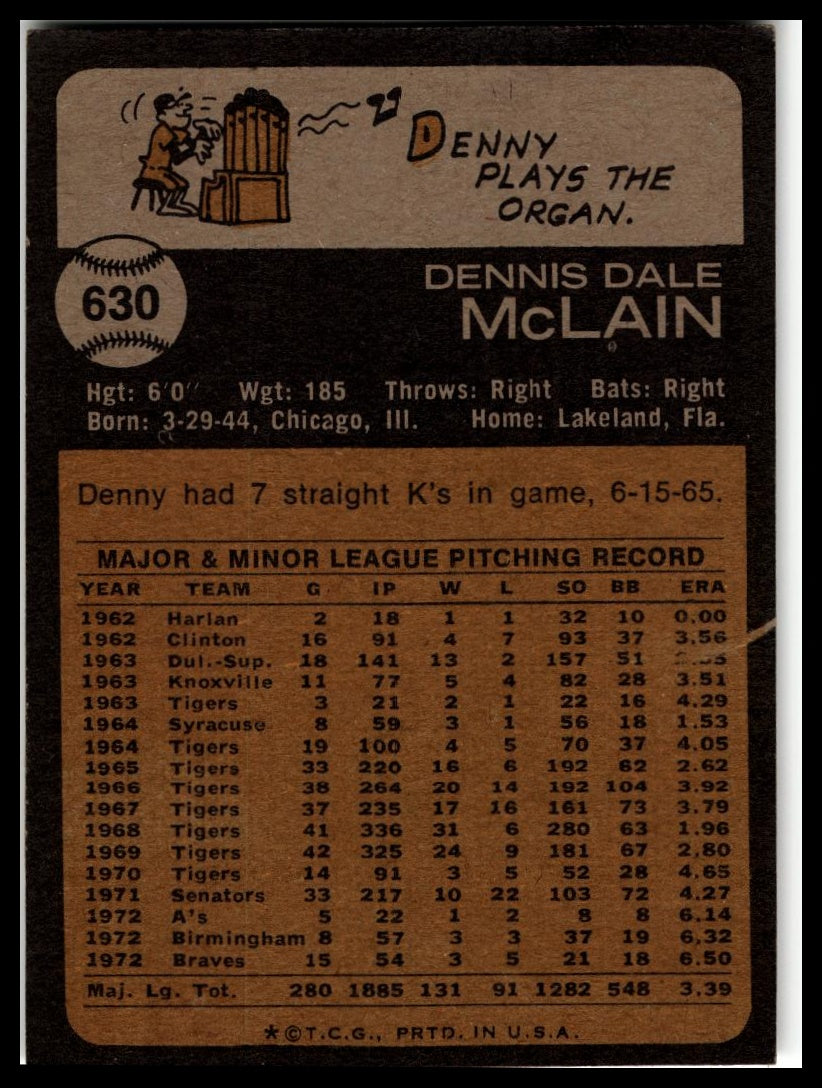 DENNY
PLAYS THE
ORGAN.
630
DENNIS DALE
McLAIN
Hgt: 6'0" Wgt: 185 Throws: Right Bats: Right
Born: 3-29-44, Chicago, Ill. Home: Lakeland, Fla.
Denny had 7 straight K's in game, 6-15-65.
MAJOR & MINOR LEAGUE PITCHING RECORD
YEAR TEAM G IP W L SO BB ERA
1962 Harlan 2 18 1 1 32 10 0.00
1962 Clinton 16 91 4 7 93 37 3.56
1963 Dul.-Sup. 18 141 13 2 157 51
1963 Knoxville 11 77 5 4 82 28 3.51
1963 Tigers 3 21 2 1 22 16 4.29
1964 Syracuse 8 59 3 1 56 18 1.53
1964 Tigers 19 100 4 5 70 37 4.05
1965 Tigers 33 220 16 6 192 62 2.62
1966 Tigers 38 264 20 14 192 104 3.92
1967 Tigers 37 235 17 16 161 73 3.79
1968 Tigers 41 336 31 6 280 63 1.96
1969 Tigers 42 325 24 9 181 67 2.80
1970 Tigers 14 91 3 5 52 28 4.65
1971 Senators 33 217 10 22 103 72 4.27
1972 A's 5 22 1 2 8 8 6.14
1972 Birmingham 8 57 3 3 37 19 6.32
1972 Braves 15 54 3 5 21 18 6.50
Maj. Lg. Tot. 280 1885 131 91 1282 548 3.39
*©T.C.G., PRTD. IN U.S.A.